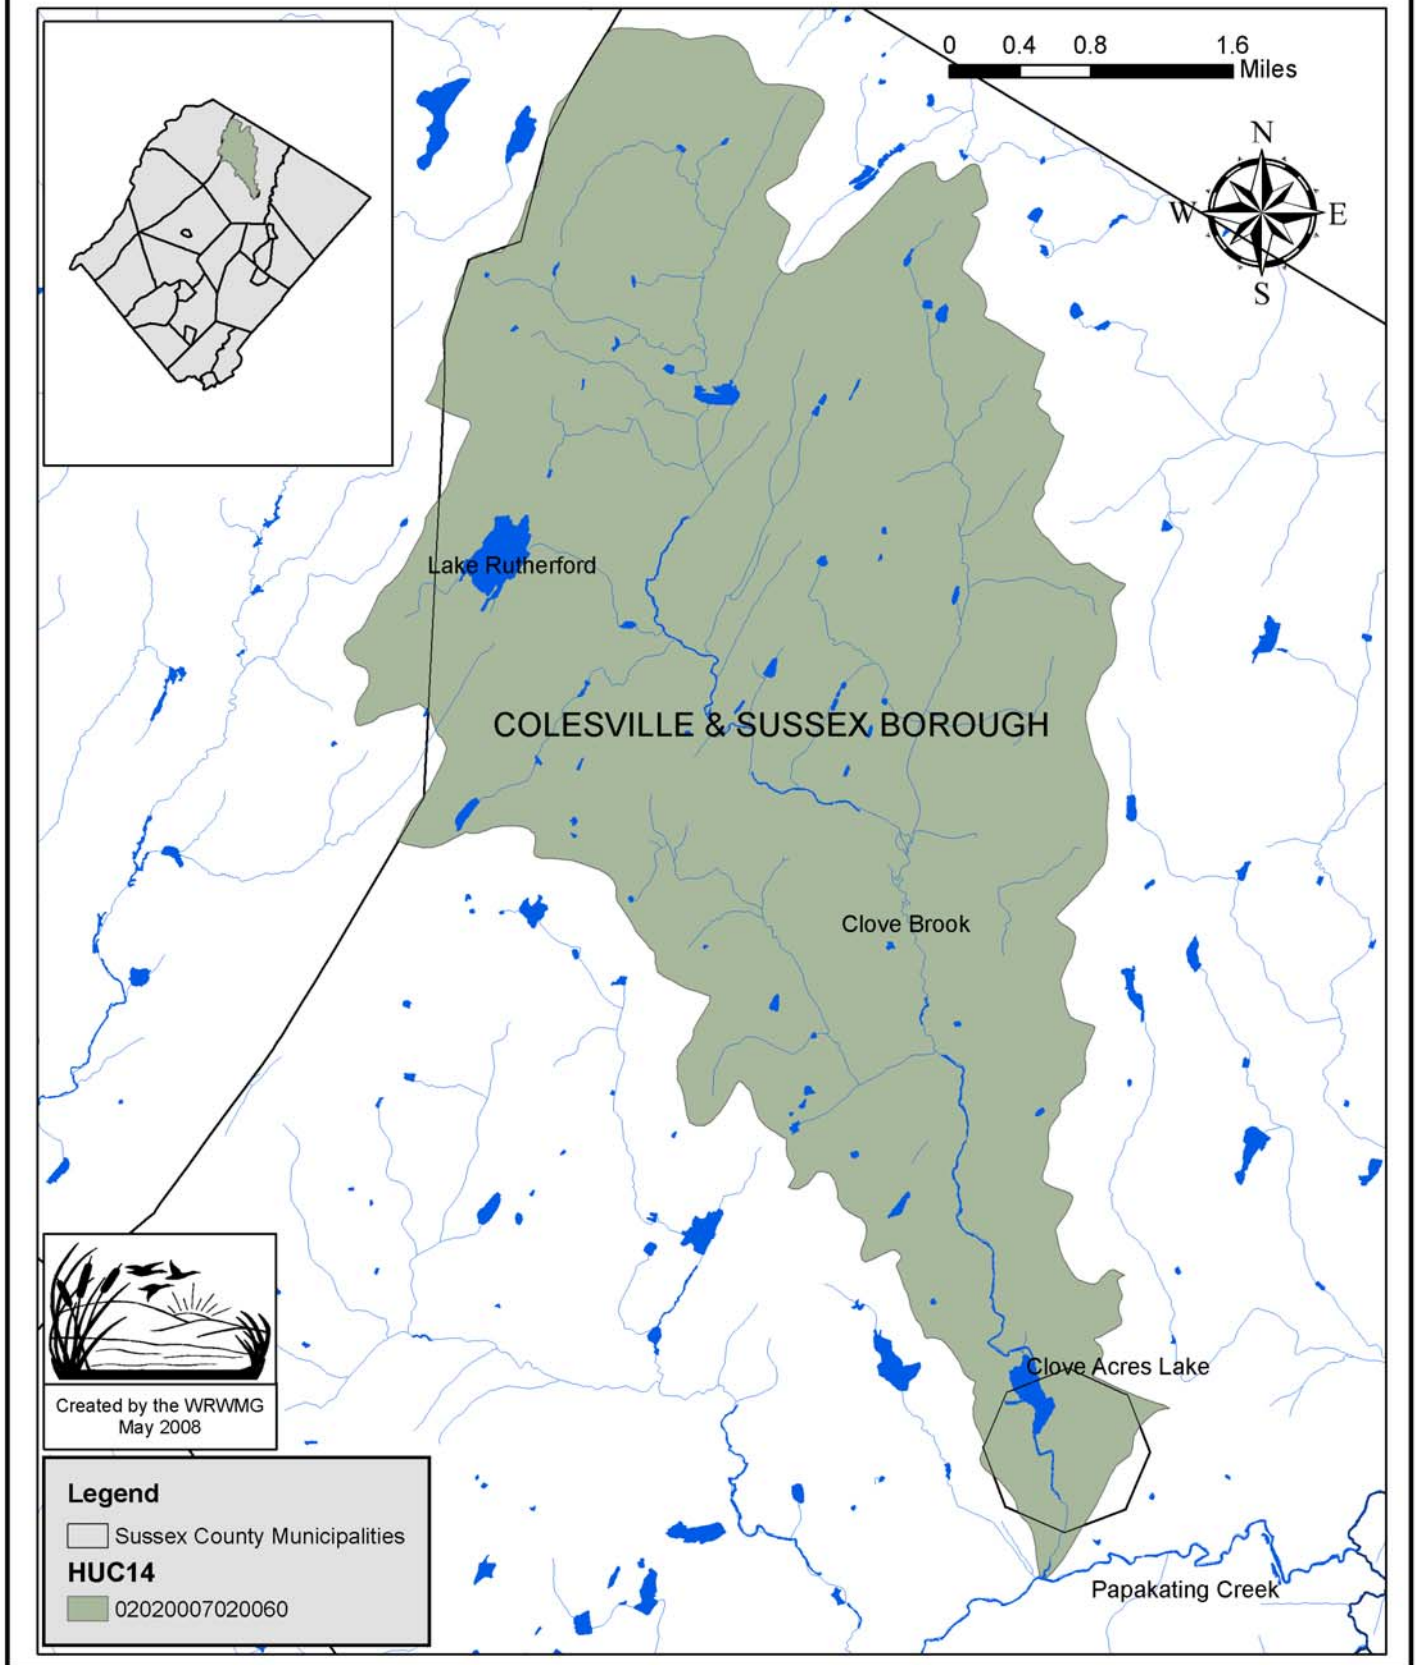 0 0.4 0.8 1.6
Miles
N
W E
S
Lake Rutherford
COLESVILLE & SUSSEX BOROUGH
Clove Brook
Clove Acres Lake
Papakating Creek
Created by the WRWMG
May 2008
Legend
Sussex County Municipalities
HUC14
02020007020060